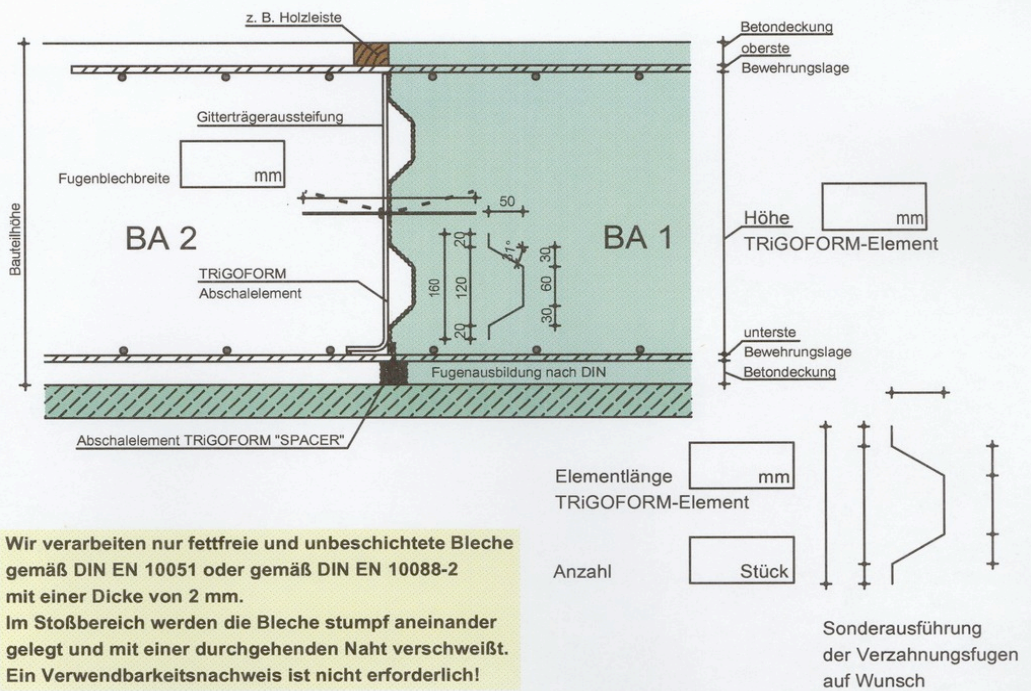 z. B. Holzleiste
Betondeckung
oberste
Bewehrungslage
Gitterträgeraussteifung
Fugenblechbreite
mm
50
Bauteilhöhe
BA 2
BA 1
Höhe
mm
TRiGOFORM-Element
TRiGOFORM
Abschalelement
160
20
120
20
31°
30
60
30
unterste
Bewehrungslage
Betondeckung
Fugenausbildung nach DIN
Abschalelement TRiGOFORM "SPACER"
Elementlänge
mm
TRiGOFORM-Element
Anzahl
Stück
Wir verarbeiten nur fettfreie und unbeschichtete Bleche
gemäß DIN EN 10051 oder gemäß DIN EN 10088-2
mit einer Dicke von 2 mm.
Im Stoßbereich werden die Bleche stumpf aneinander
gelegt und mit einer durchgehenden Naht verschweißt.
Ein Verwendbarkeitsnachweis ist nicht erforderlich!
Sonderausführung
der Verzahnungsfugen
auf Wunsch